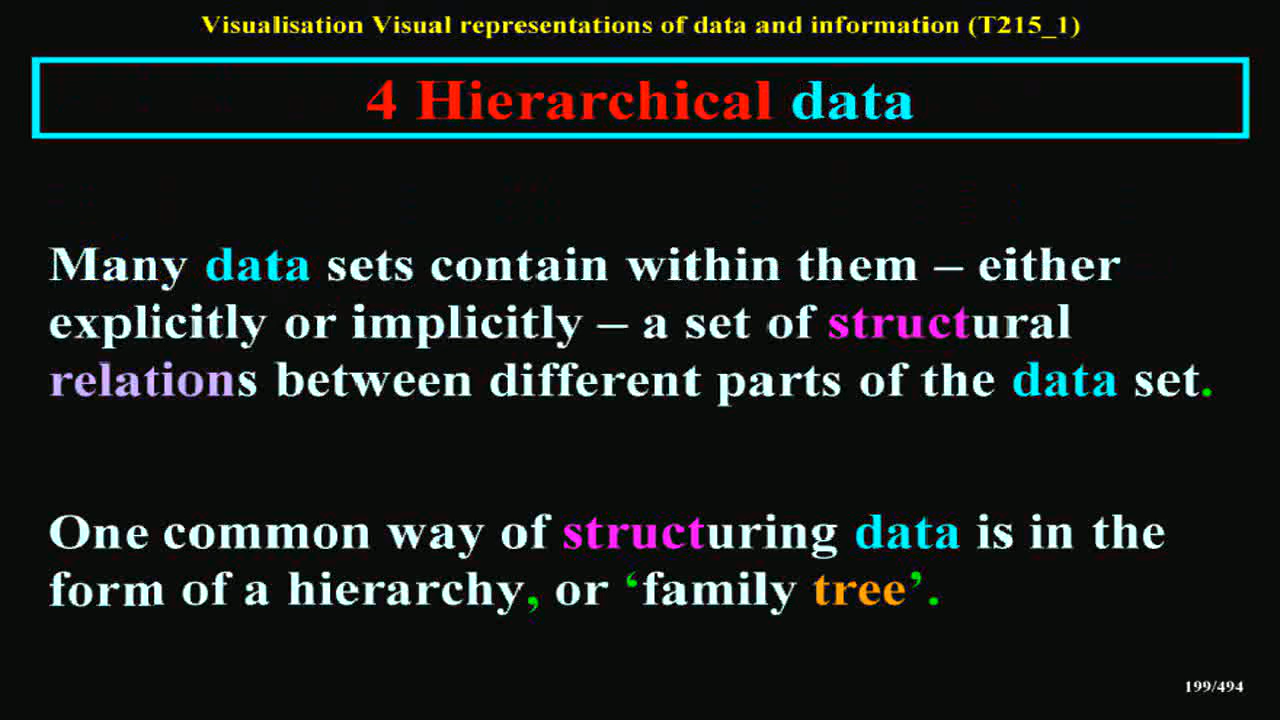 Visualisation Visual representations of data and information (T215_1)
4 Hierarchical data
Many data sets contain within them – either
explicitly or implicitly – a set of structural
relations between different parts of the data set.
One common way of structuring data is in the
form of a hierarchy, or ‘family tree’.
199/494